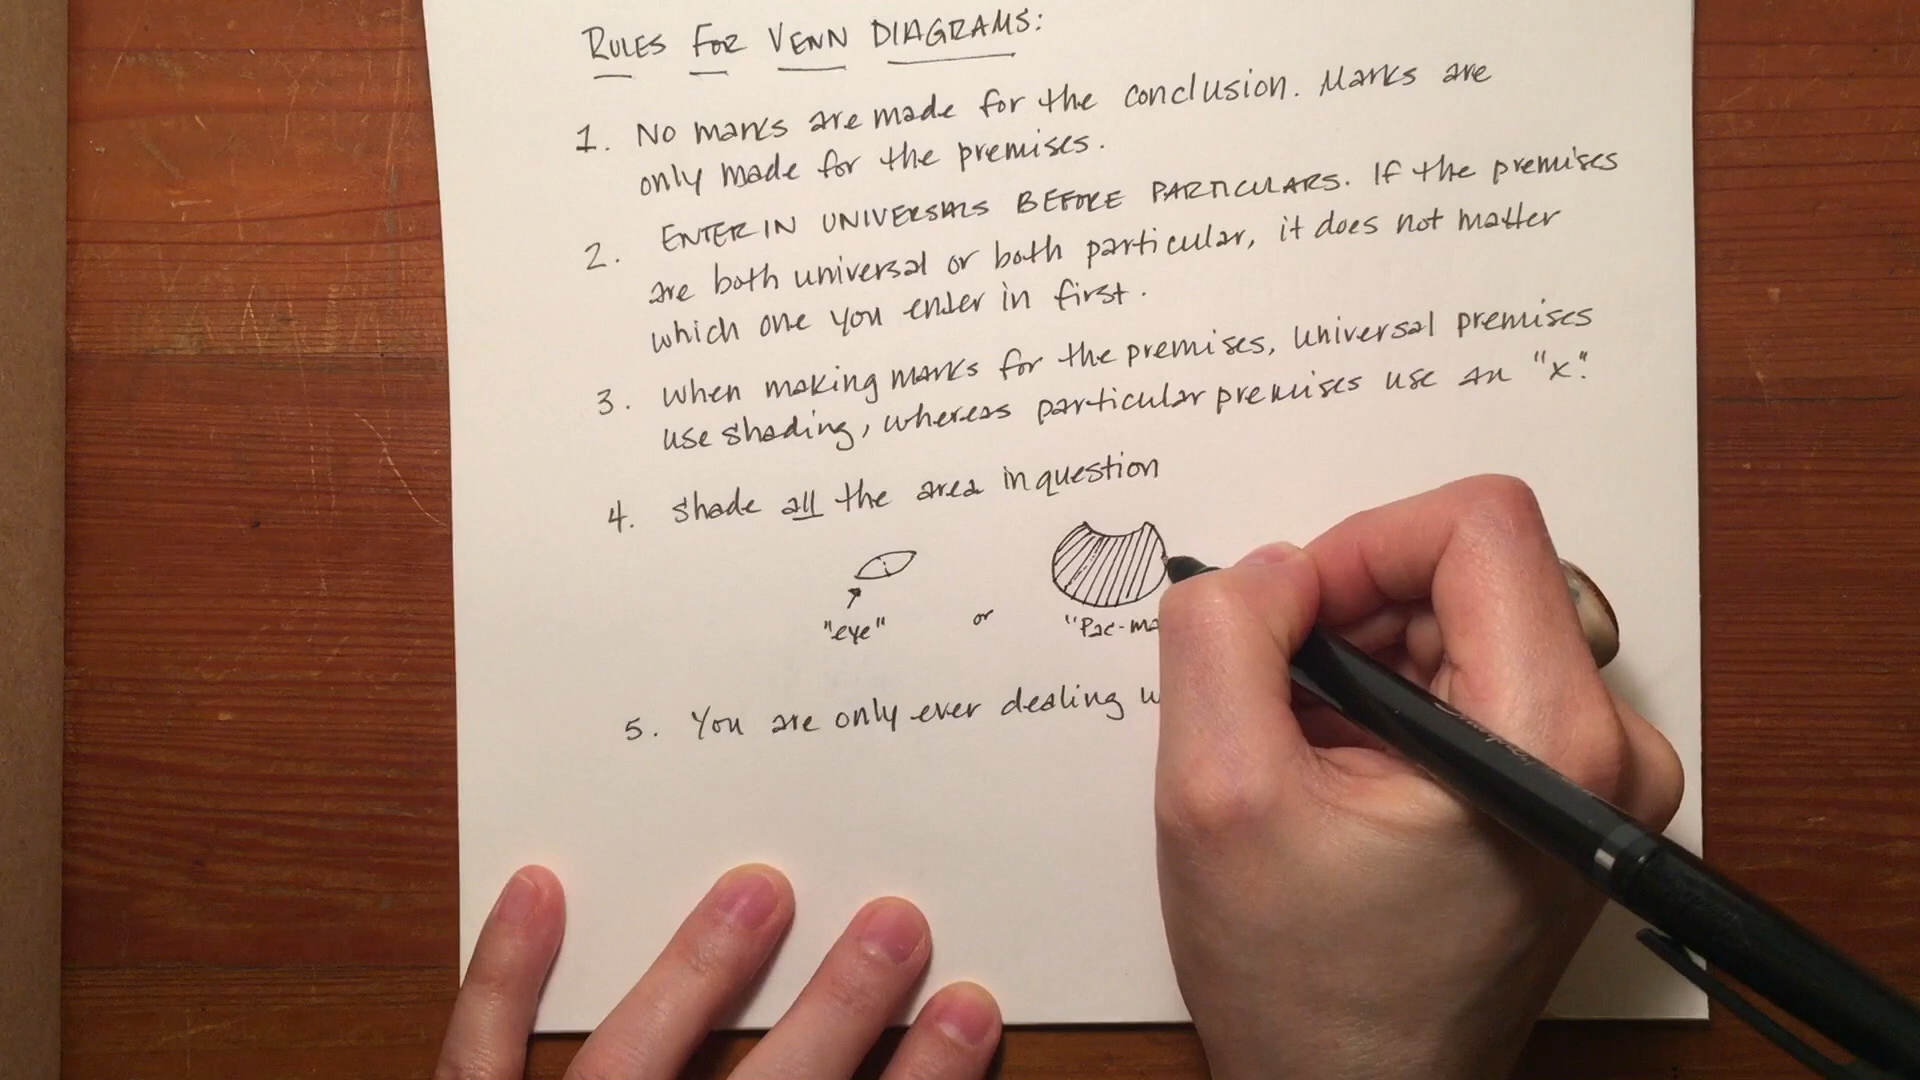 RULES FOR VENN DIAGRAMS:
1. No marks are made for the conclusion. Marks are
only made for the premises.
2. ENTER IN UNIVERSALS BEFORE PARTICULARS. If the premises
are both universal or both particular, it does not matter
which one you enter in first.
3. When making marks for the premises, universal premises
use shading, whereas particular premises use an "x."
4. Shade all the area in question
"eye" or "Pac-ma
5. You are only ever dealing w